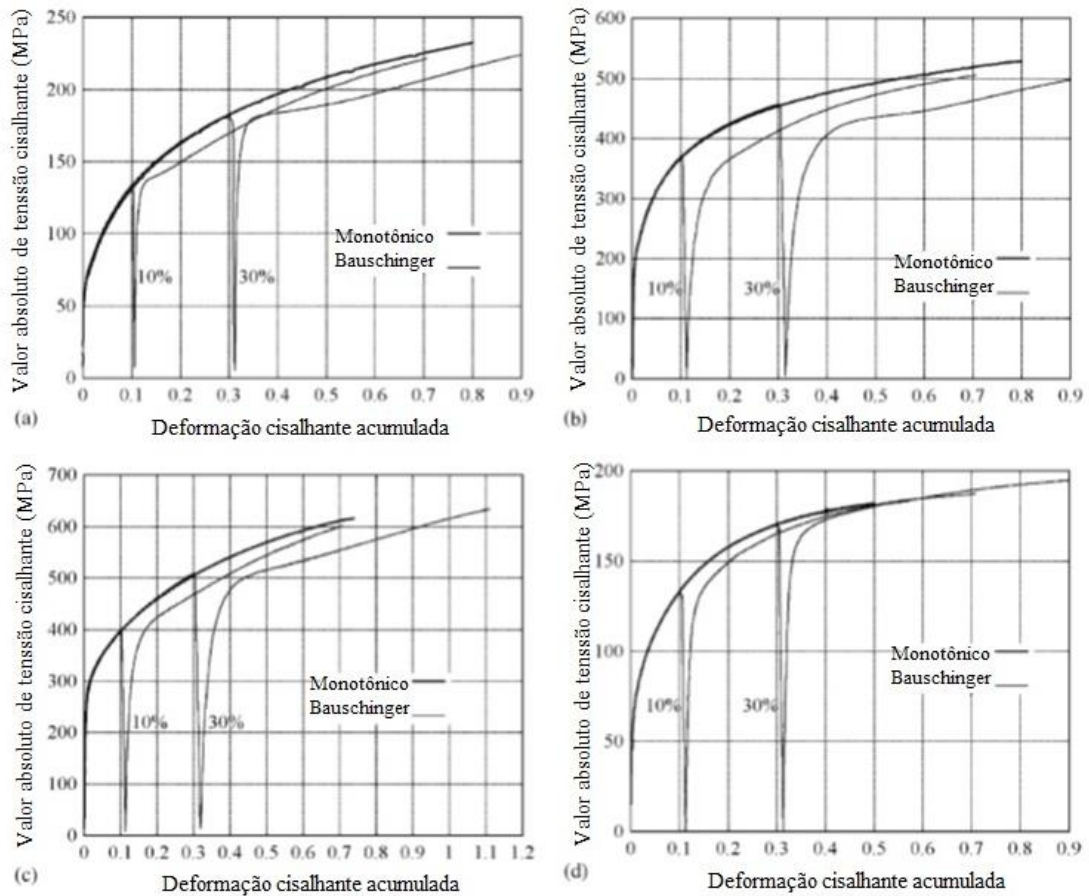 Valor absoluto de tenssão cisalhante (MPa)
250
200
150
100
50
0
10%
30%
Monotônico
Bauschinger
0 0.1 0.2 0.3 0.4 0.5 0.6 0.7 0.8 0.9
(a)
Deformação cisalhante acumulada
Valor absoluto de tenssão cisalhante (MPa)
600
500
400
300
200
100
0
10%
30%
Monotônico
Bauschinger
0 0.1 0.2 0.3 0.4 0.5 0.6 0.7 0.8 0.9
(b)
Deformação cisalhante acumulada
Valor absoluto de tenssão cisalhante (MPa)
700
600
500
400
300
200
100
0
10%
30%
Monotônico
Bauschinger
0 0.1 0.2 0.3 0.4 0.5 0.6 0.7 0.8 0.9 1 1.1 1.2
(c)
Deformação cisalhante acumulada
Valor absoluto de tenssão cisalhante (MPa)
200
150
100
50
0
10%
30%
Monotônico
Bauschinger
0 0.1 0.2 0.3 0.4 0.5 0.6 0.7 0.8 0.9
(d)
Deformação cisalhante acumulada